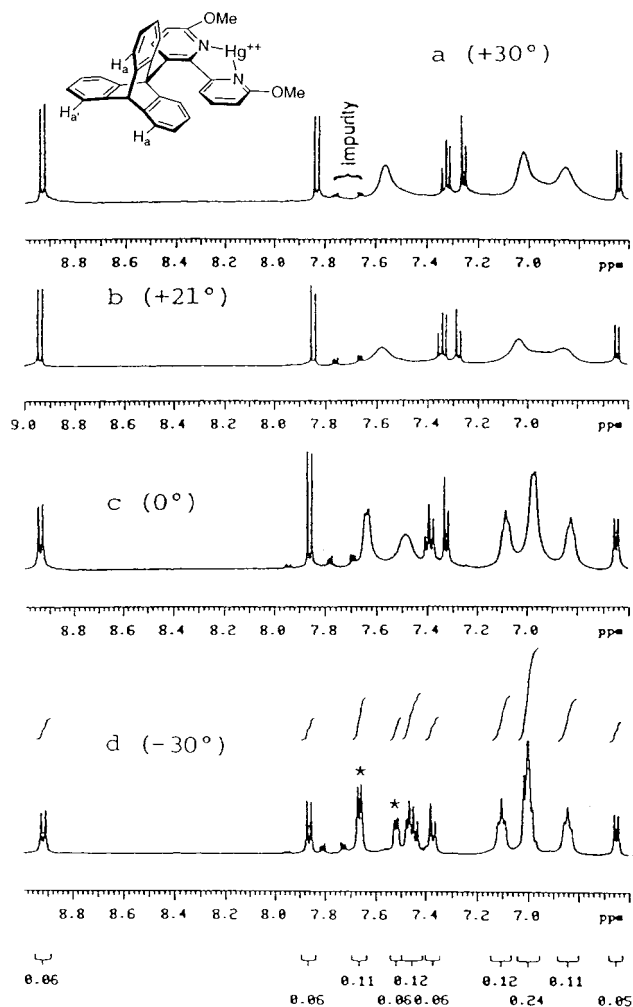 OMe
N
Hg++
N
OMe
Ha
Ha'
Ha
impurity
a (+30°)
8.8 8.6 8.4 8.2 8.0 7.8 7.6 7.4 7.2 7.0 ppm
b (+21°)
9.0 8.8 8.6 8.4 8.2 8.0 7.8 7.6 7.4 7.2 7.0 ppm
c (0°)
8.8 8.6 8.4 8.2 8.0 7.8 7.6 7.4 7.2 7.0 ppm
d (-30°)
* *
8.8 8.6 8.4 8.2 8.0 7.8 7.6 7.4 7.2 7.0 ppm
0.06 0.11 0.12 0.12 0.11
0.06 0.06 0.06 0.24 0.05